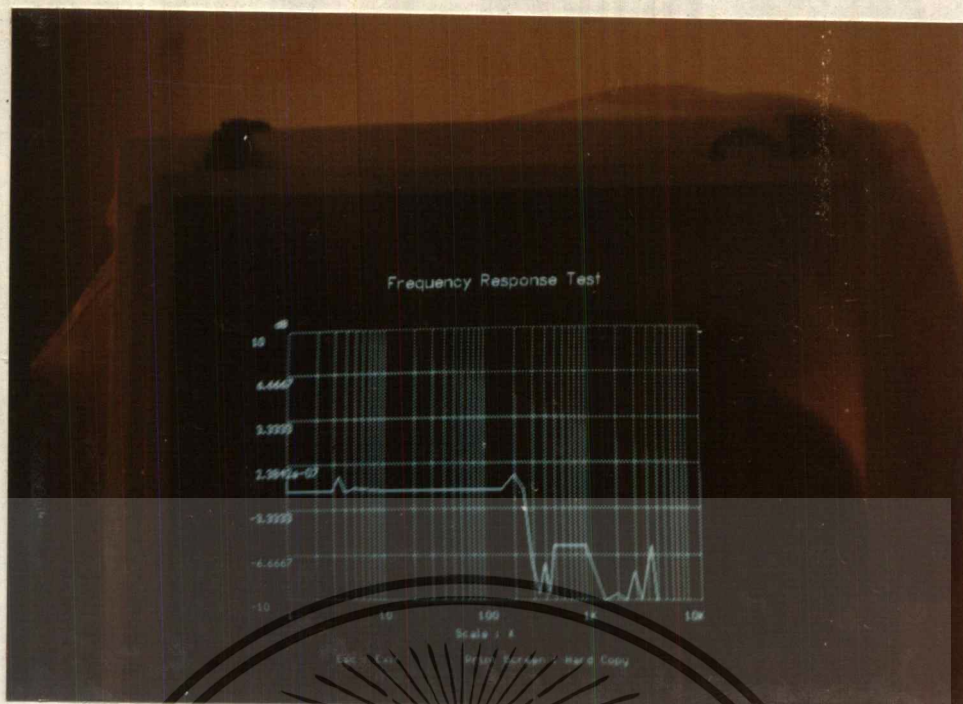 Frequency Response Test
dB
10
6.6667
3.3333
2.3842e-07
-3.3333
-6.6667
-10
1 10 100 1K 10K
Scale : X
Print Screen : Hard Copy